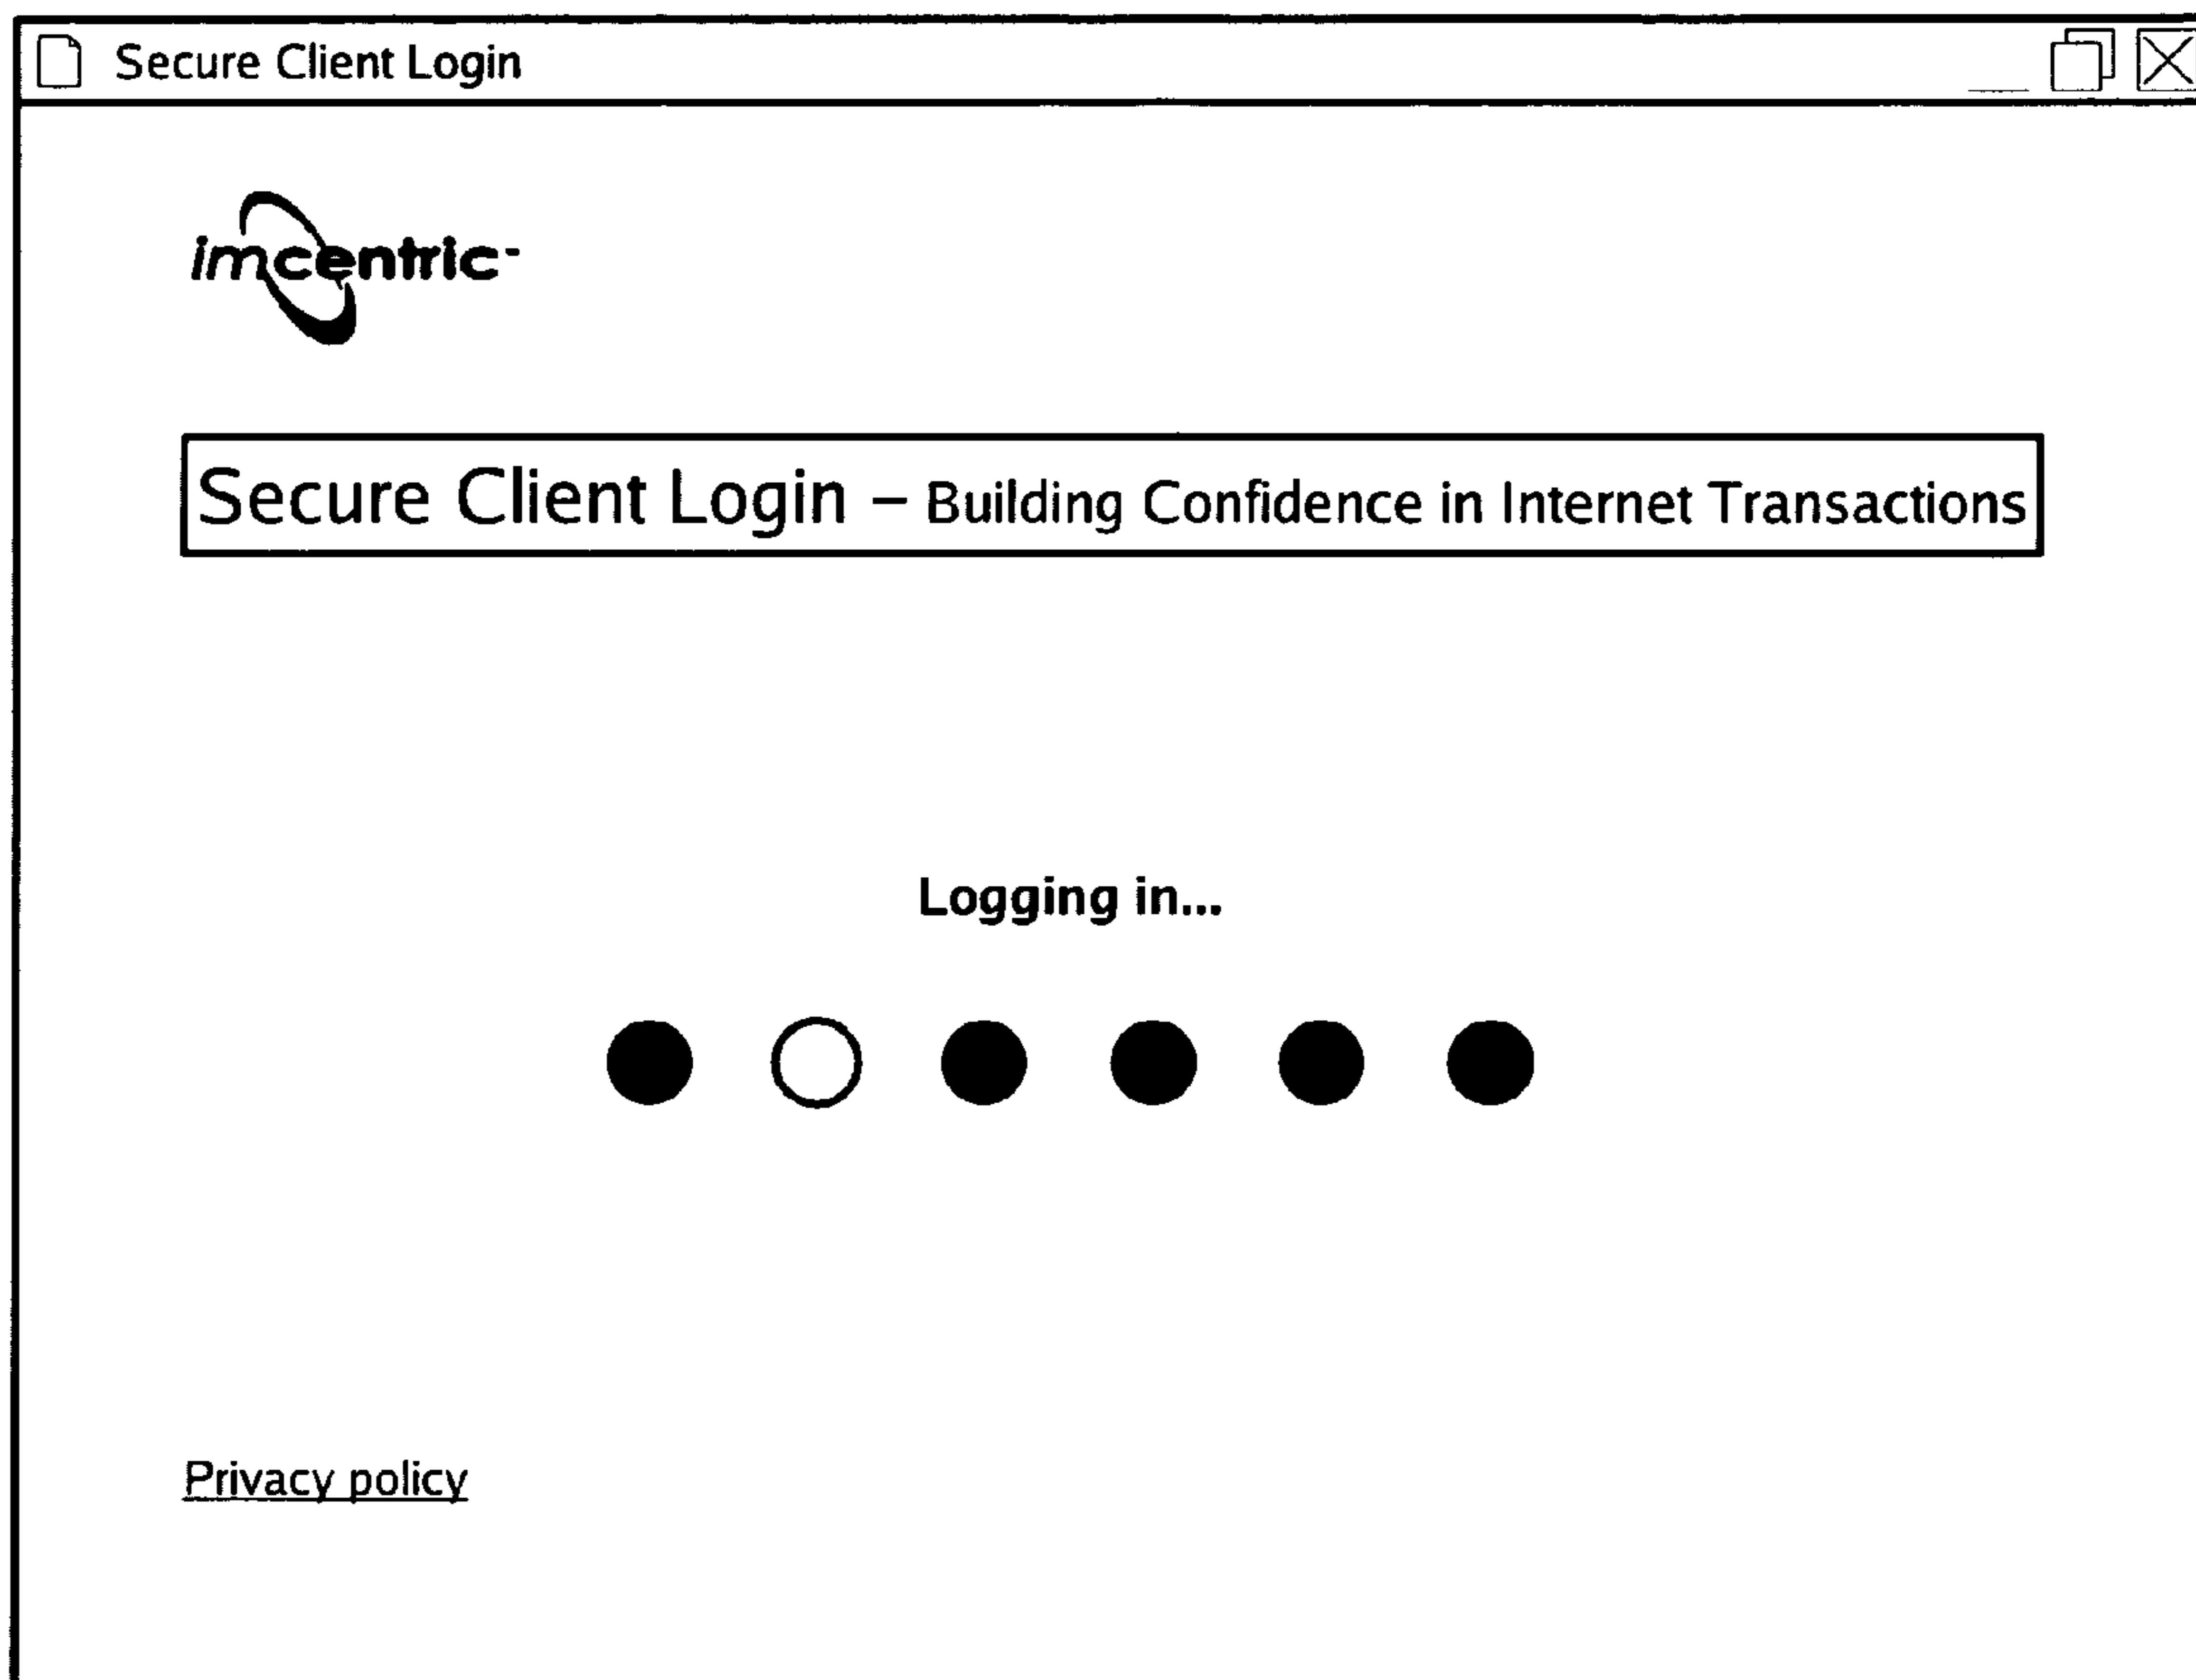 Secure Client Login
imcentric
Secure Client Login – Building Confidence in Internet Transactions
Logging in...
Privacy policy